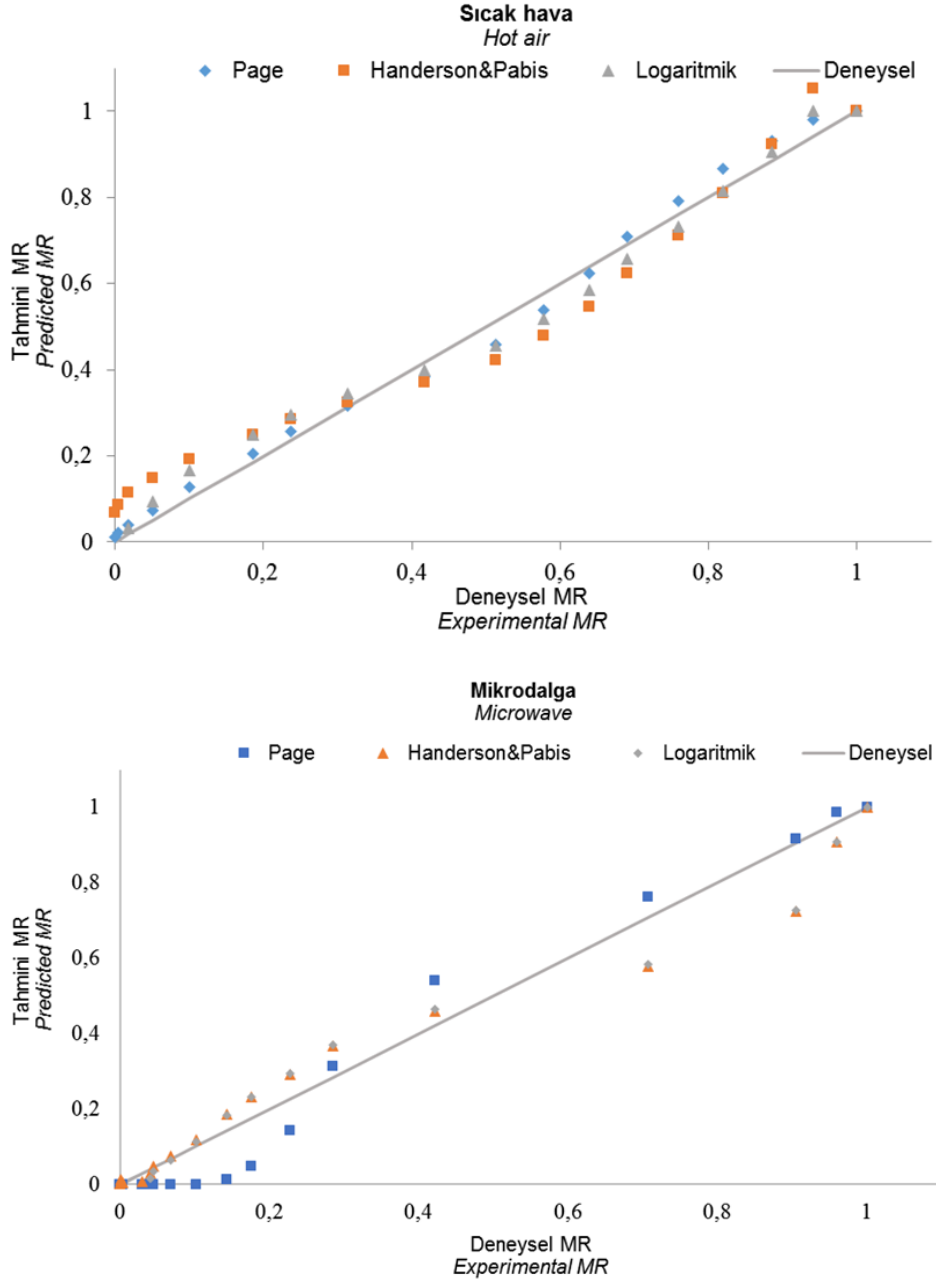 Sıcak hava
Hot air
Page Handerson&Pabis Logaritmik Deneysel
1
0,8
0,6
0,4
0,2
0
Tahmini MR
Predicted MR
0 0,2 0,4 0,6 0,8 1
Deneysel MR
Experimental MR
Mikrodalga
Microwave
Page Handerson&Pabis Logaritmik Deneysel
1
0,8
0,6
0,4
0,2
0
Tahmini MR
Predicted MR
0 0,2 0,4 0,6 0,8 1
Deneysel MR
Experimental MR